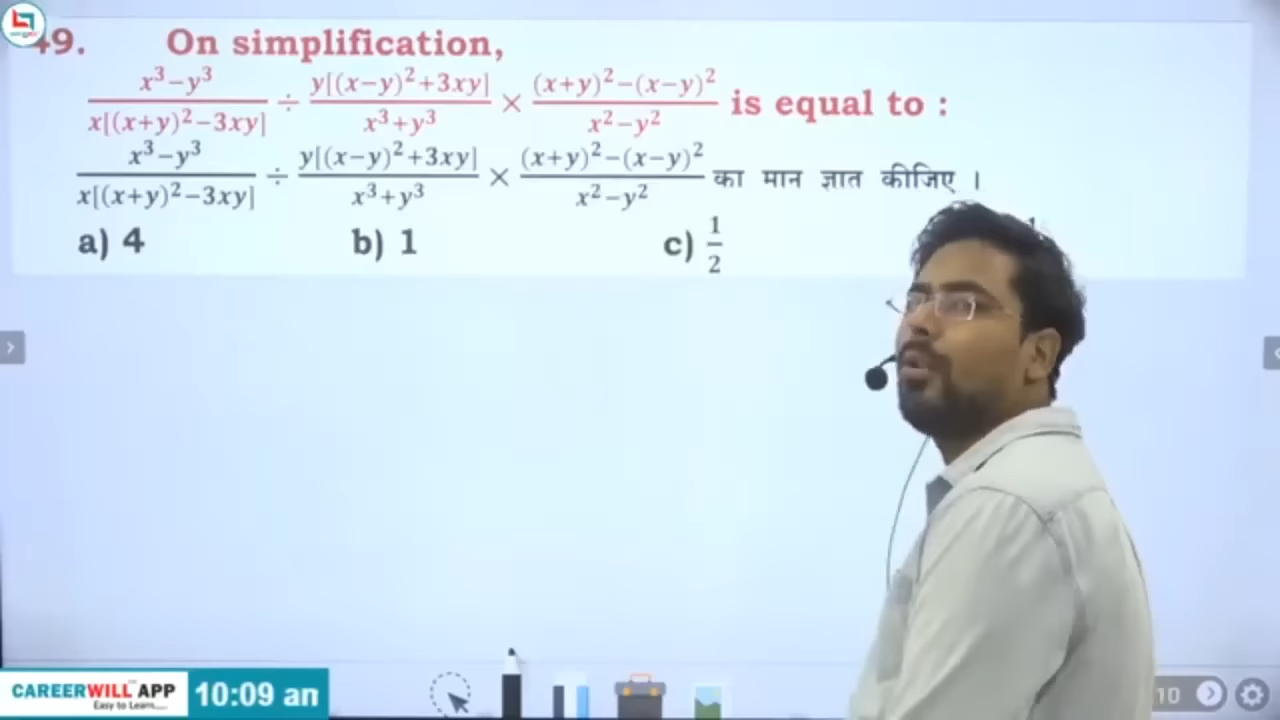 49. On simplification,
x³−y³ / x[(x+y)²−3xy] ÷ y[(x−y)²+3xy] / x³+y³ × (x+y)²−(x−y)² / x²−y² is equal to :
x³−y³ / x[(x+y)²−3xy] ÷ y[(x−y)²+3xy] / x³+y³ × (x+y)²−(x−y)² / x²−y² का मान ज्ञात कीजिए ।
a) 4 b) 1 c) 1/2
CAREERWILL APP 10:09 an
Easy to Learn.....
10